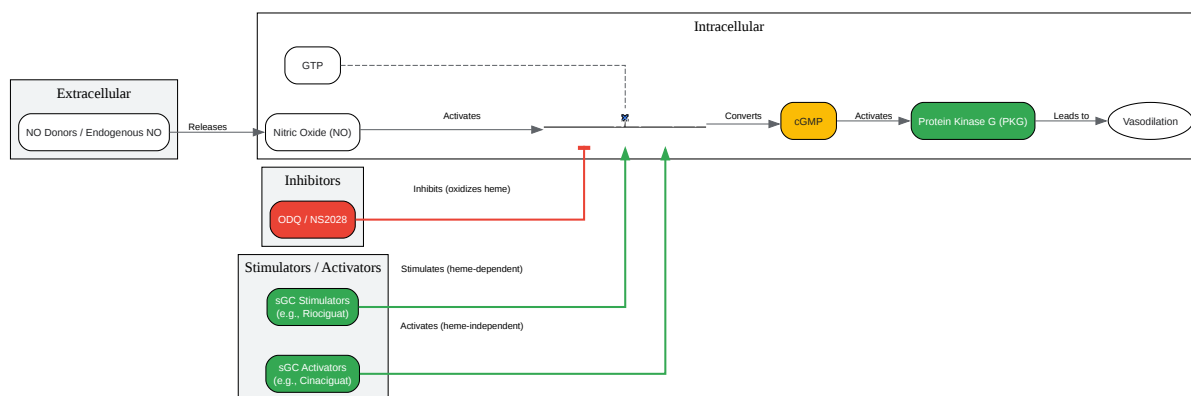 Intracellular
GTP
Extracellular
NO Donors / Endogenous NO
Releases
Nitric Oxide (NO)
Activates
Converts
cGMP
Activates
Protein Kinase G (PKG)
Leads to
Vasodilation
Inhibitors
ODQ / NS2028
Inhibits (oxidizes heme)
Stimulators / Activators
Stimulates (heme-dependent)
sGC Stimulators
(e.g., Riociguat)
Activates (heme-independent)
sGC Activators
(e.g., Cinaciguat)